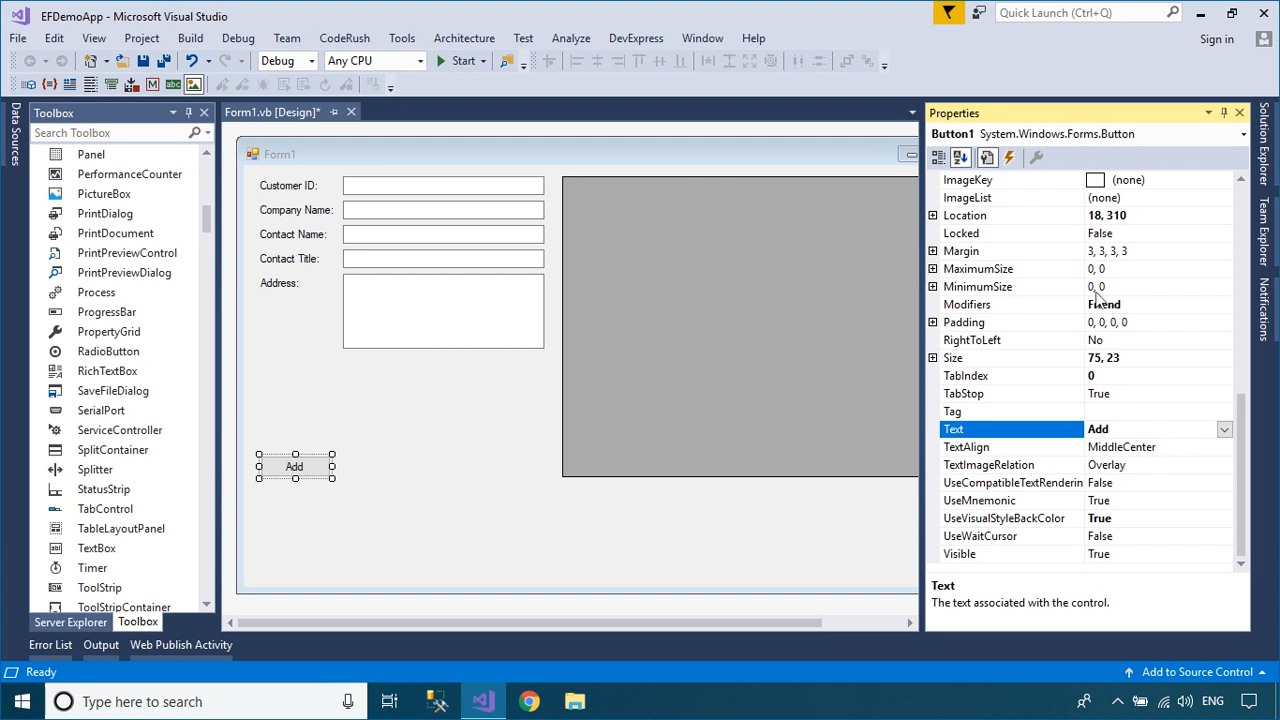 EFDemoApp - Microsoft Visual Studio
Quick Launch (Ctrl+Q)
File Edit View Project Build Debug Team CodeRush Tools Architecture Test Analyze DevExpress Window Help
Sign in
Debug Any CPU Start
Data Sources
Toolbox
Search Toolbox
Panel
PerformanceCounter
PictureBox
PrintDialog
PrintDocument
PrintPreviewControl
PrintPreviewDialog
Process
ProgressBar
PropertyGrid
RadioButton
RichTextBox
SaveFileDialog
SerialPort
ServiceController
SplitContainer
Splitter
StatusStrip
TabControl
TableLayoutPanel
TextBox
Timer
ToolStrip
ToolStripContainer
Server Explorer Toolbox
Form1.vb [Design]*
Form1
Customer ID:
Company Name:
Contact Name:
Contact Title:
Address:
Add
Properties
Button1 System.Windows.Forms.Button
ImageKey (none)
ImageList (none)
Location 18, 310
Locked False
Margin 3, 3, 3, 3
MaximumSize 0, 0
MinimumSize 0, 0
Modifiers Friend
Padding 0, 0, 0, 0
RightToLeft No
Size 75, 23
TabIndex 0
TabStop True
Tag
Text Add
TextAlign MiddleCenter
TextImageRelation Overlay
UseCompatibleTextRenderin False
UseMnemonic True
UseVisualStyleBackColor True
UseWaitCursor False
Visible True
Text
The text associated with the control.
Solution Explorer
Team Explorer
Notifications
Error List Output Web Publish Activity
Ready
Add to Source Control
Type here to search
ENG